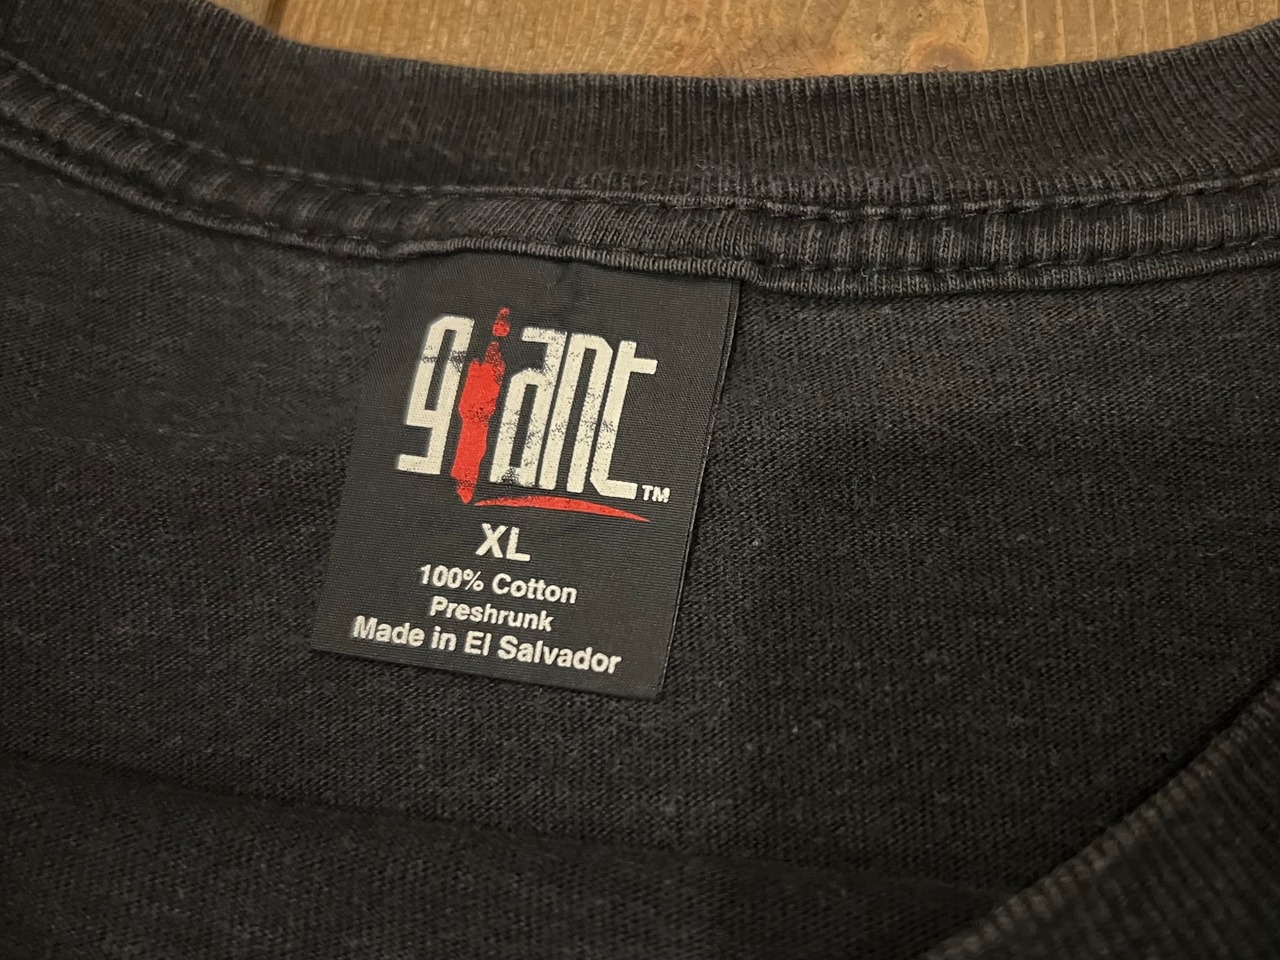 giant™
XL
100% Cotton
Preshrunk
Made in El Salvador